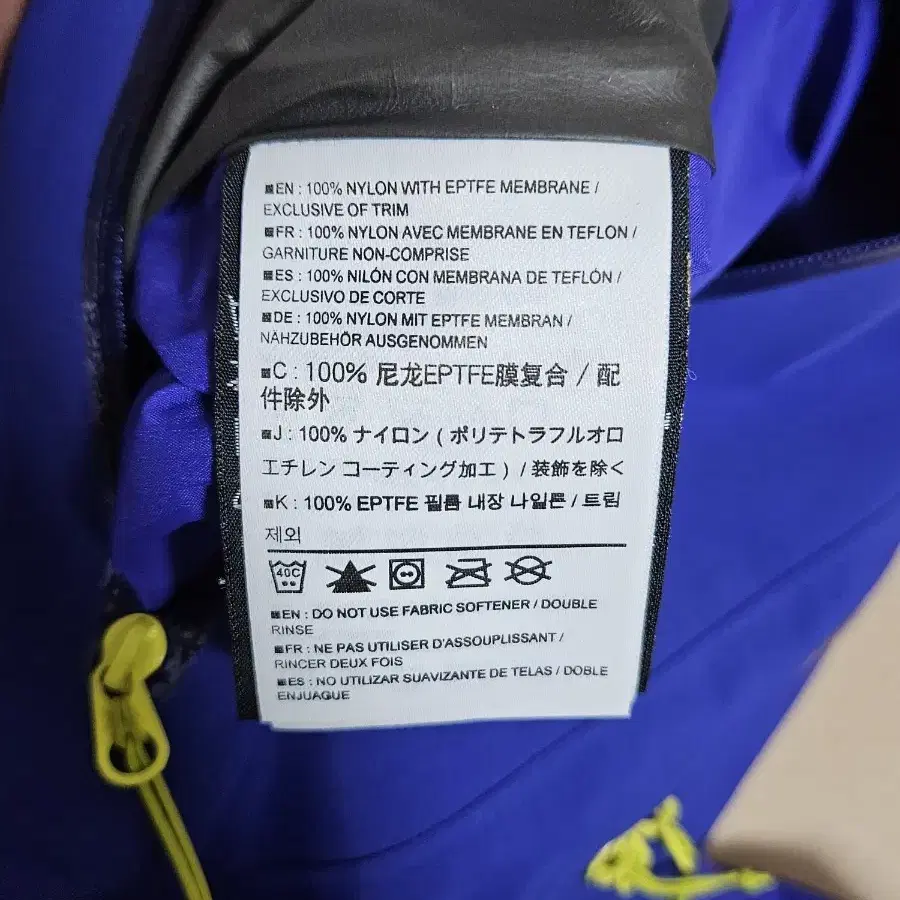 EN : 100% NYLON WITH EPTFE MEMBRANE /
EXCLUSIVE OF TRIM
FR : 100% NYLON AVEC MEMBRANE EN TEFLON /
GARNITURE NON-COMPRISE
ES : 100% NILÓN CON MEMBRANA DE TEFLÓN /
EXCLUSIVO DE CORTE
DE : 100% NYLON MIT EPTFE MEMBRAN /
NÄHZUBEHÖR AUSGENOMMEN
C : 100% 尼龙EPTFE膜复合 / 配
件除外
J : 100% ナイロン ( ポリテトラフルオロ
エチレン コーティング加工 ) / 装飾を除く
K : 100% EPTFE 필름 내장 나일론 / 트림
제외
40C
EN : DO NOT USE FABRIC SOFTENER / DOUBLE
RINSE
FR : NE PAS UTILISER D'ASSOUPLISSANT /
RINCER DEUX FOIS
ES : NO UTILIZAR SUAVIZANTE DE TELAS / DOBLE
ENJUAGUE